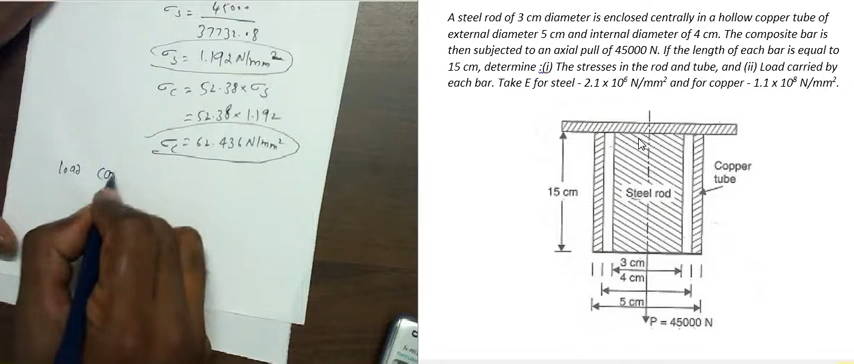 σs = 45000
37732.08
σs = 1.192 N/mm²
σc = 52.38 × σs
= 52.38 × 1.192
σc = 62.436 N/mm²
load ca
A steel rod of 3 cm diameter is enclosed centrally in a hollow copper tube of
external diameter 5 cm and internal diameter of 4 cm. The composite bar is
then subjected to an axial pull of 45000 N. If the length of each bar is equal to
15 cm, determine :(i) The stresses in the rod and tube, and (ii) Load carried by
each bar. Take E for steel - 2.1 x 10⁶ N/mm² and for copper - 1.1 x 10⁸ N/mm².
Copper
tube
15 cm
Steel rod
3 cm
4 cm
5 cm
P = 45000 N